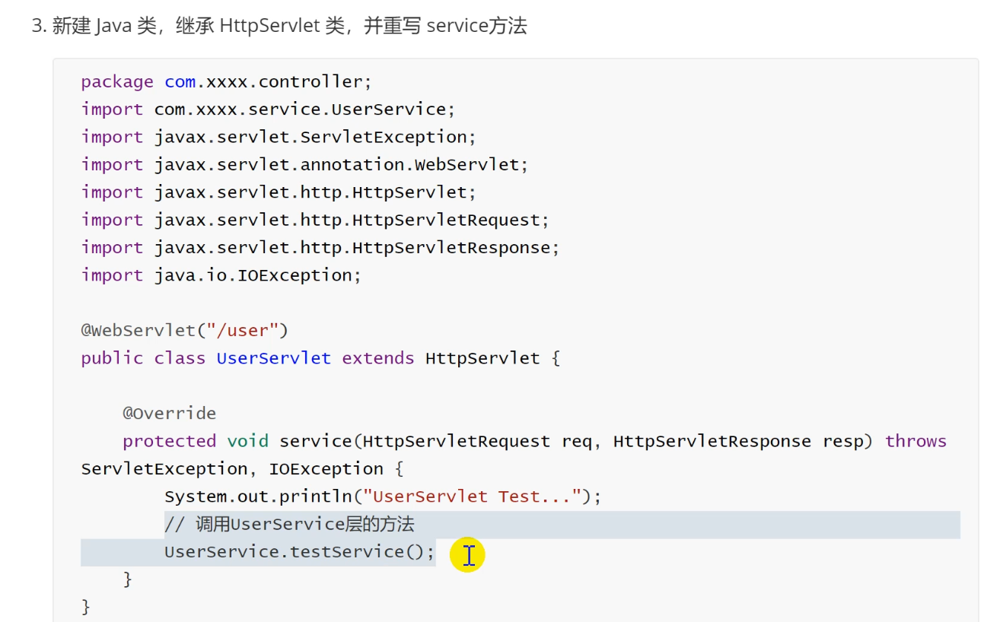 3. 新建 Java 类，继承 HttpServlet 类，并重写 service方法
package com.xxxx.controller;
import com.xxxx.service.UserService;
import javax.servlet.ServletException;
import javax.servlet.annotation.WebServlet;
import javax.servlet.http.HttpServlet;
import javax.servlet.http.HttpServletRequest;
import javax.servlet.http.HttpServletResponse;
import java.io.IOException;
@WebServlet("/user")
public class UserServlet extends HttpServlet {
@Override
protected void service(HttpServletRequest req, HttpServletResponse resp) throws
ServletException, IOException {
System.out.println("UserServlet Test...");
// 调用UserService层的方法
UserService.testService();
}
}